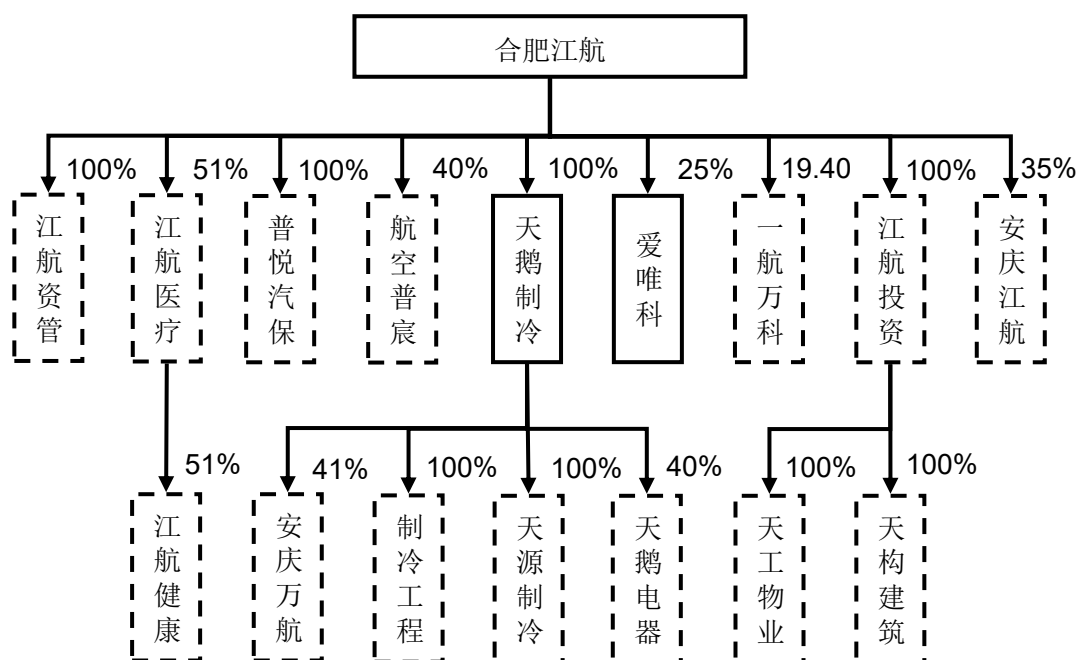 合肥江航
100%
51%
100%
40%
100%
25%
19.40
100%
35%
江航资管
江航医疗
普悦汽保
航空普宸
天鹅制冷
爱唯科
一航万科
江航投资
安庆江航
51%
41%
100%
100%
40%
100%
100%
江航健康
安庆万航
制冷工程
天源制冷
天鹅电器
天工物业
天构建筑